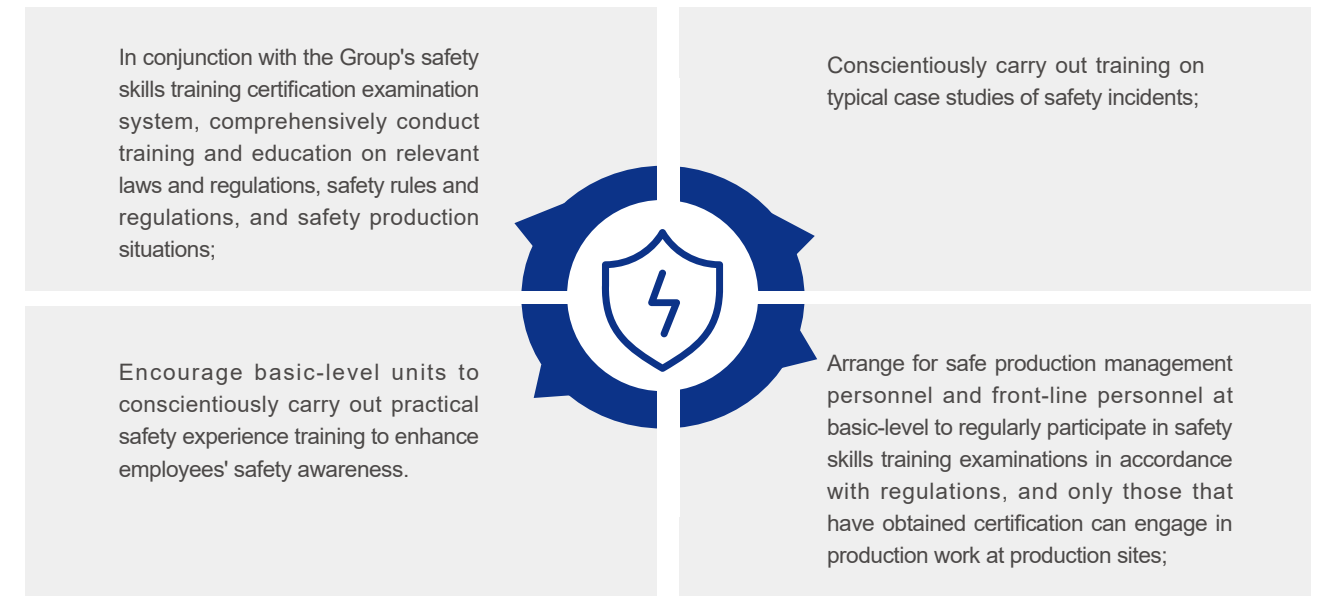 In conjunction with the Group's safety
skills training certification examination
system, comprehensively conduct
training and education on relevant
laws and regulations, safety rules and
regulations, and safety production
situations;
Conscientiously carry out training on
typical case studies of safety incidents;
Encourage basic-level units to
conscientiously carry out practical
safety experience training to enhance
employees' safety awareness.
Arrange for safe production management
personnel and front-line personnel at
basic-level to regularly participate in safety
skills training examinations in accordance
with regulations, and only those that
have obtained certification can engage in
production work at production sites;